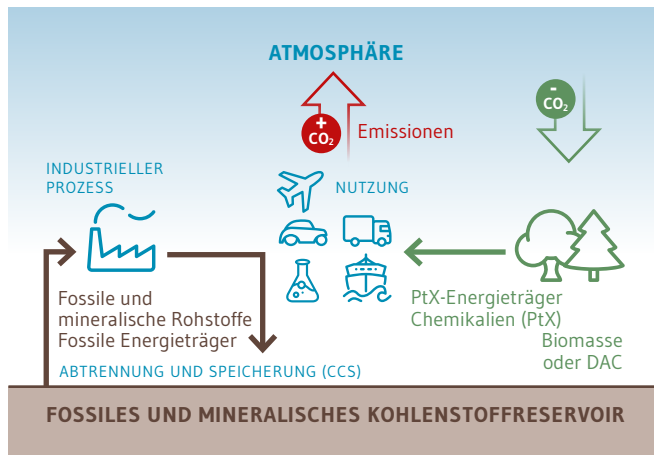 ATMOSPHÄRE
+
CO₂
Emissionen
-
CO₂
INDUSTRIELLER
PROZESS
NUTZUNG
Fossile und
mineralische Rohstoffe
Fossile Energieträger
PtX-Energieträger
Chemikalien (PtX)
Biomasse
oder DAC
ABTRENNUNG UND SPEICHERUNG (CCS)
FOSSILES UND MINERALISCHES KOHLENSTOFFRESERVOIR